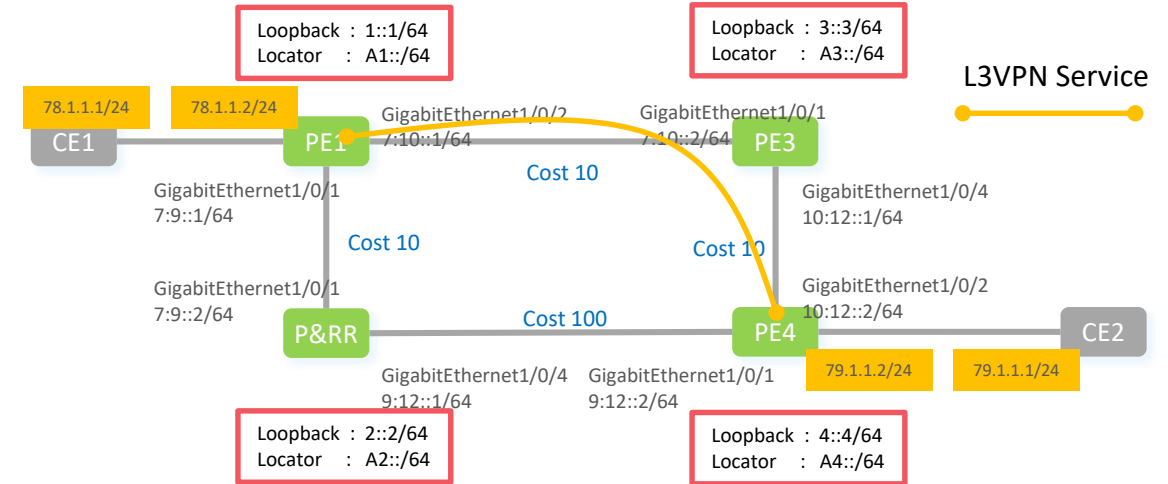 Loopback : 1::1/64
Locator : A1::/64
Loopback : 3::3/64
Locator : A3::/64
L3VPN Service
78.1.1.1/24
78.1.1.2/24
CE1
PE1
GigabitEthernet1/0/2
7:10::1/64
GigabitEthernet1/0/1
7:10::2/64
PE3
Cost 10
GigabitEthernet1/0/1
7:9::1/64
GigabitEthernet1/0/4
10:12::1/64
Cost 10
Cost 10
GigabitEthernet1/0/1
7:9::2/64
GigabitEthernet1/0/2
10:12::2/64
P&RR
Cost 100
PE4
CE2
GigabitEthernet1/0/4
9:12::1/64
GigabitEthernet1/0/1
9:12::2/64
79.1.1.2/24
79.1.1.1/24
Loopback : 2::2/64
Locator : A2::/64
Loopback : 4::4/64
Locator : A4::/64